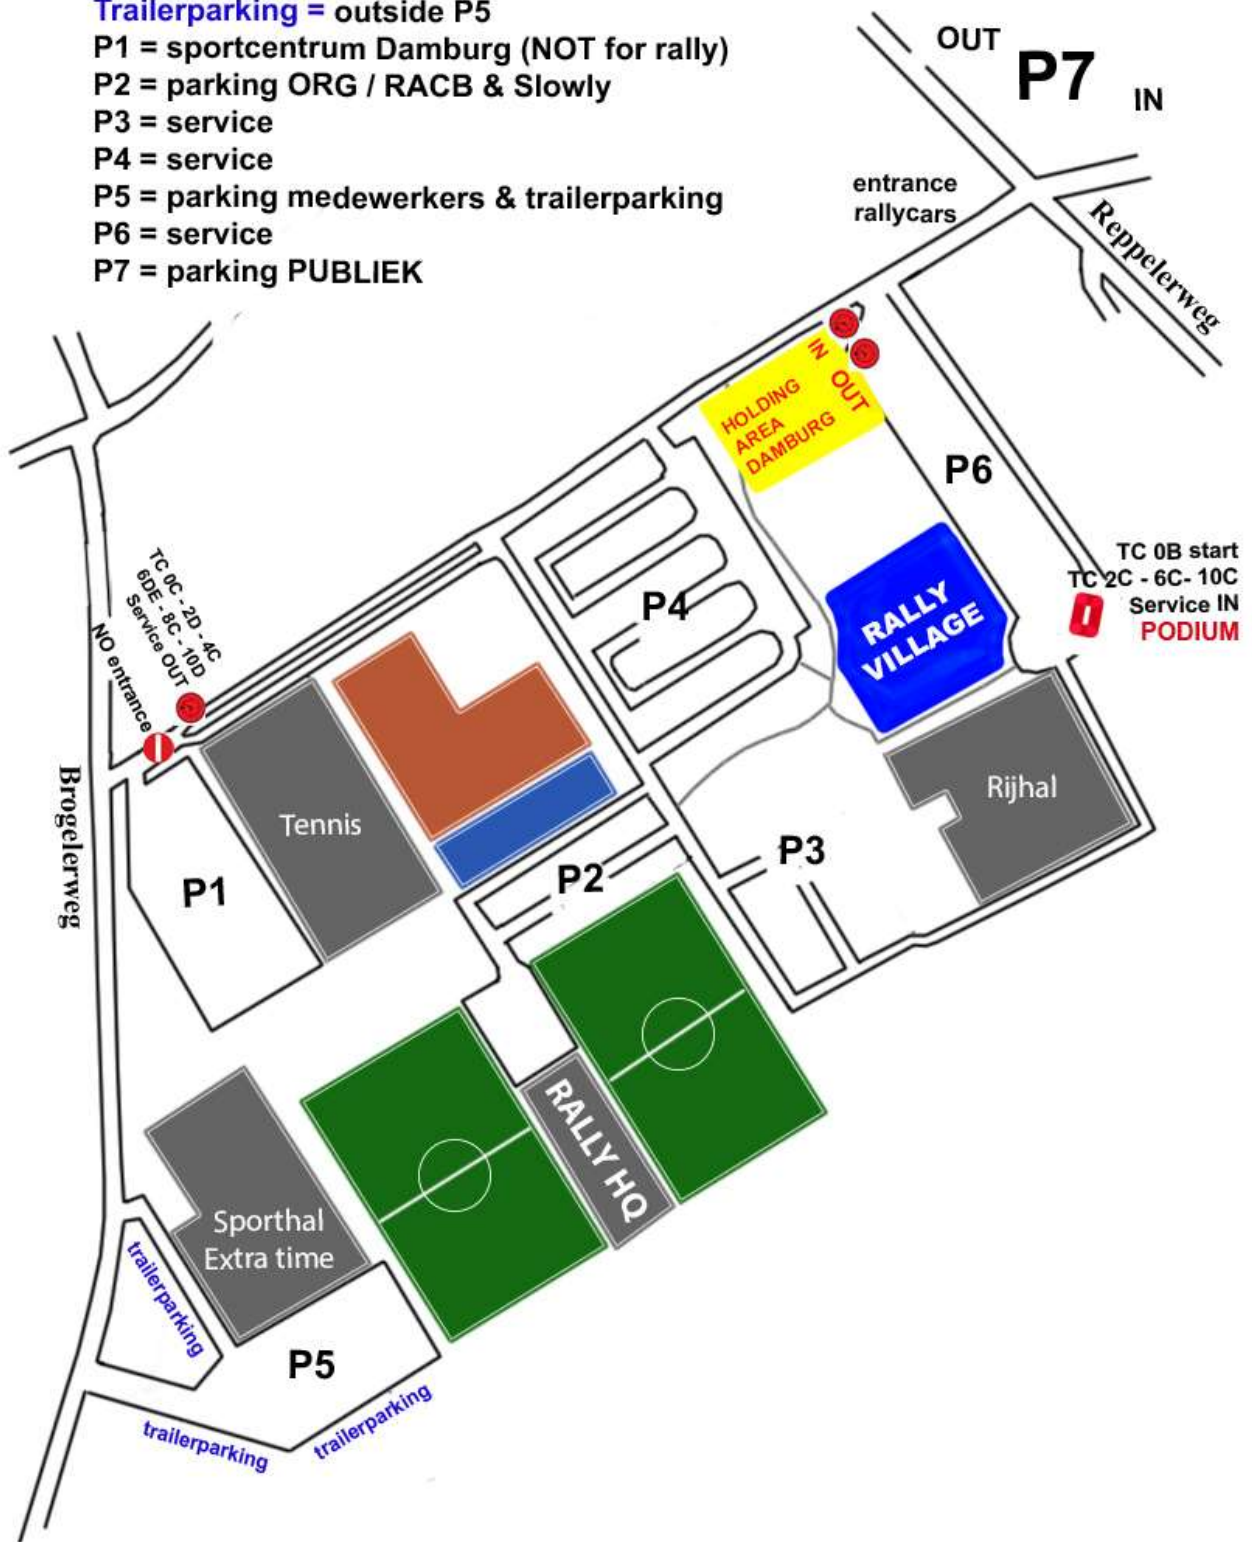 Trailerparking = outside P5
P1 = sportcentrum Damburg (NOT for rally)
P2 = parking ORG / RACB & Slowly
P3 = service
P4 = service
P5 = parking medewerkers & trailerparking
P6 = service
P7 = parking PUBLIEK
OUT
P7
IN
entrance
rallycars
Reppelerweg
IN
OUT
HOLDING
AREA
DAMBURG
P6
TC 0B start
TC 2C - 6C- 10C
Service IN
PODIUM
RALLY
VILLAGE
P4
TC 0C - 2D - 4C
6DE - 8C - 10D
Service OUT
NO entrance
Brogelerweg
Tennis
Rijhal
P1
P2
P3
RALLY HQ
Sporthal
Extra time
trailerparking
P5
trailerparking
trailerparking